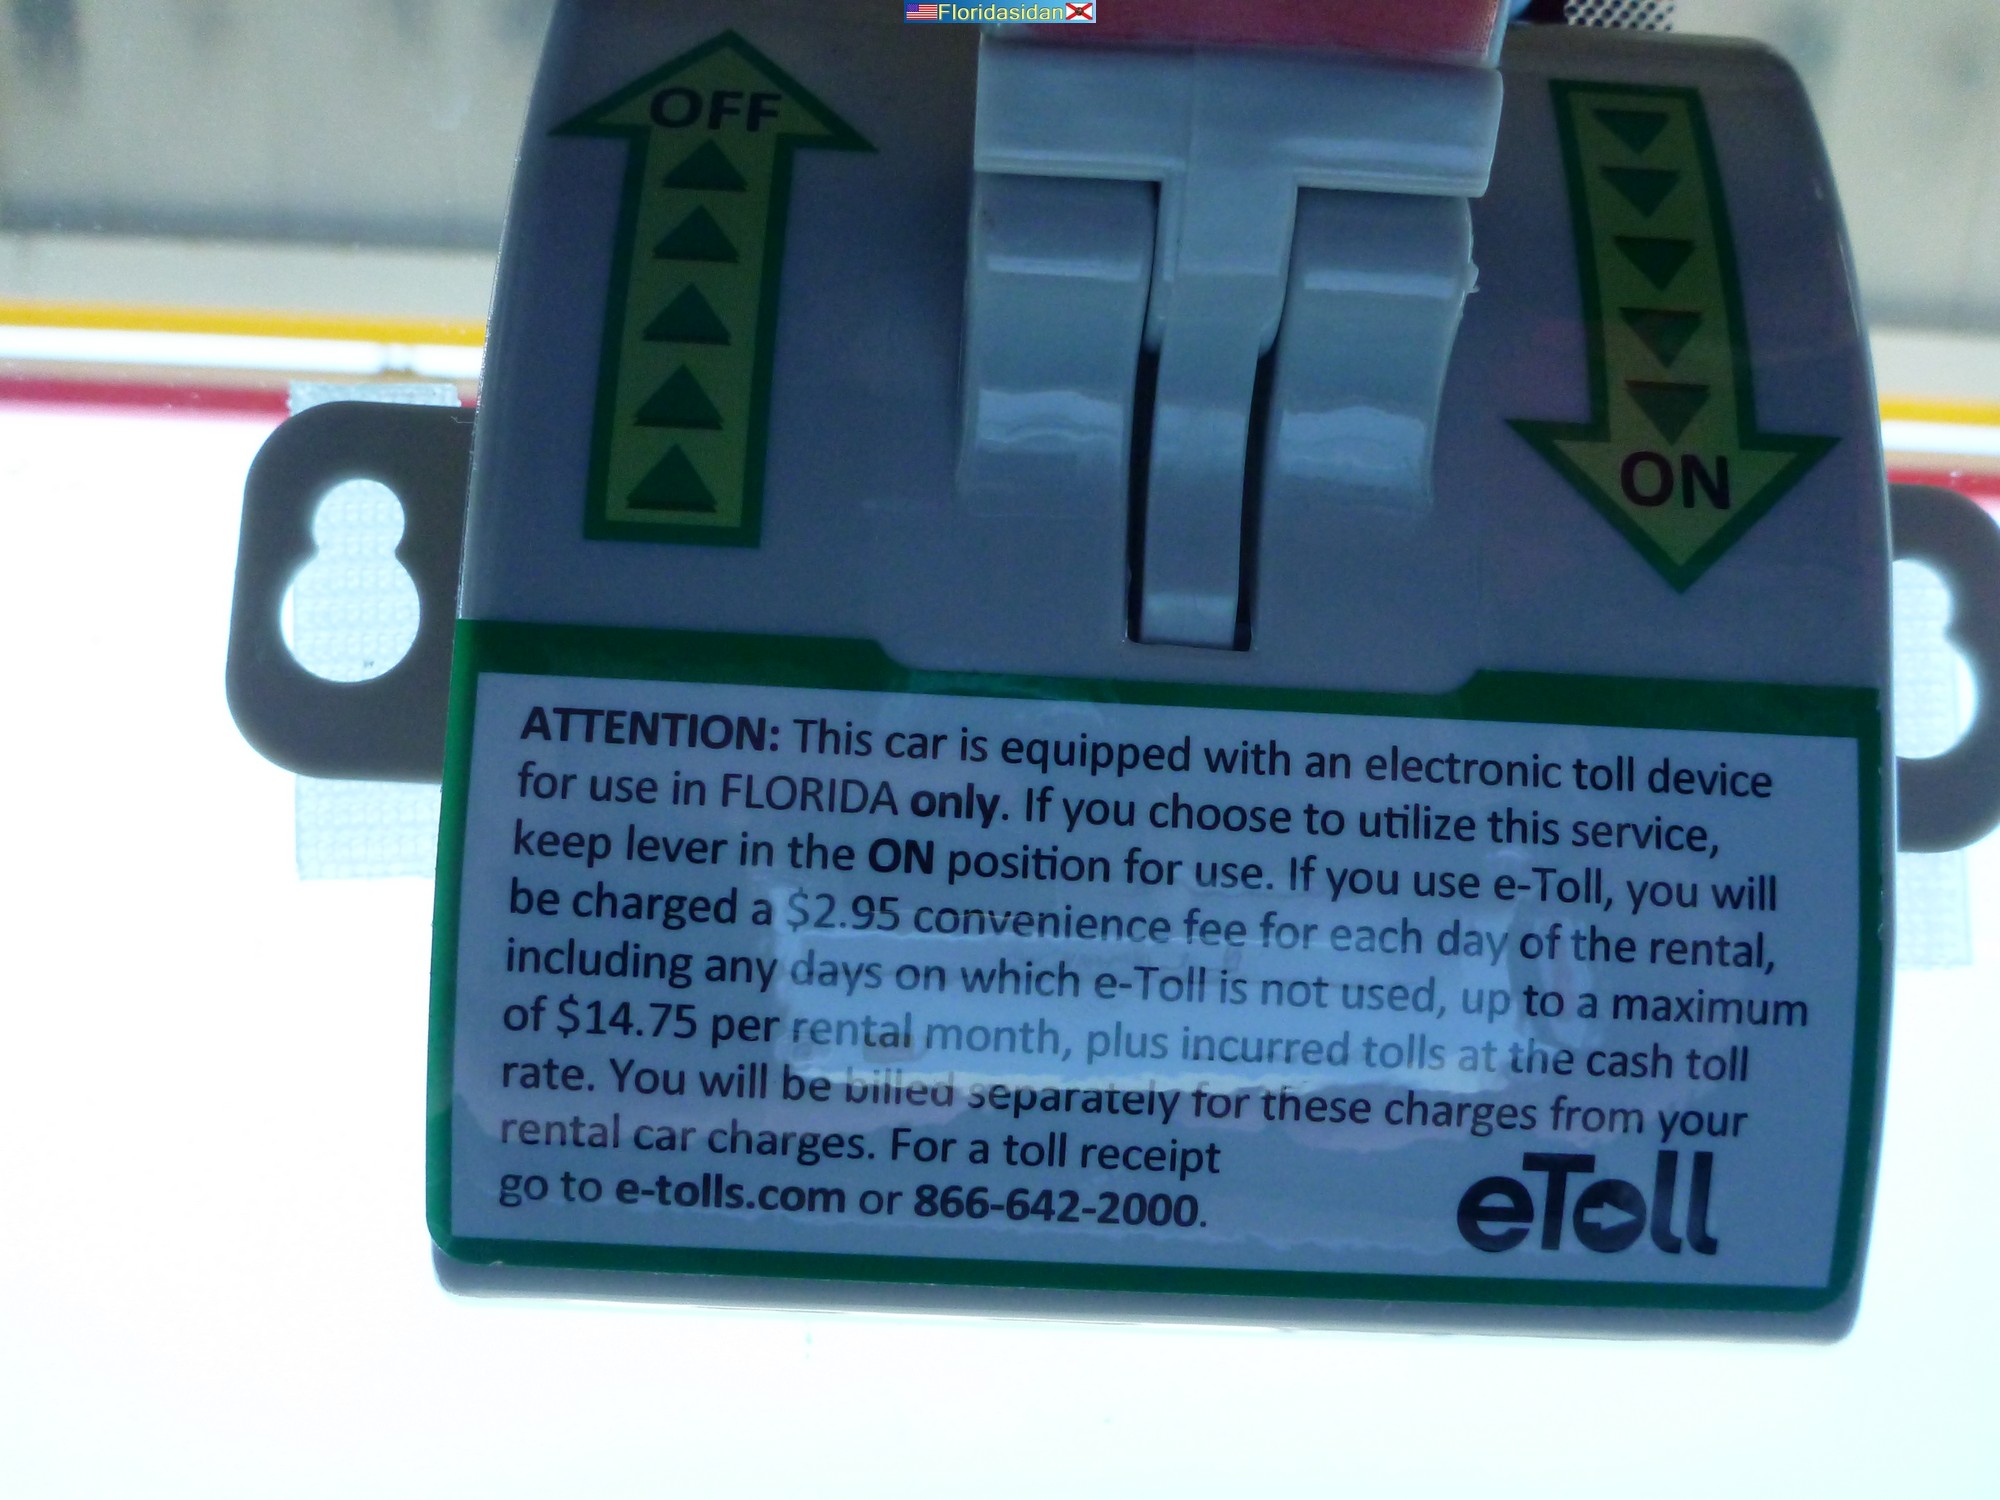 Floridasidan
OFF
ON
ATTENTION: This car is equipped with an electronic toll device
for use in FLORIDA only. If you choose to utilize this service,
keep lever in the ON position for use. If you use e-Toll, you will
be charged a $2.95 convenience fee for each day of the rental,
including any days on which e-Toll is not used, up to a maximum
of $14.75 per rental month, plus incurred tolls at the cash toll
rate. You will be billed separately for these charges from your
rental car charges. For a toll receipt
go to e-tolls.com or 866-642-2000.
eToll